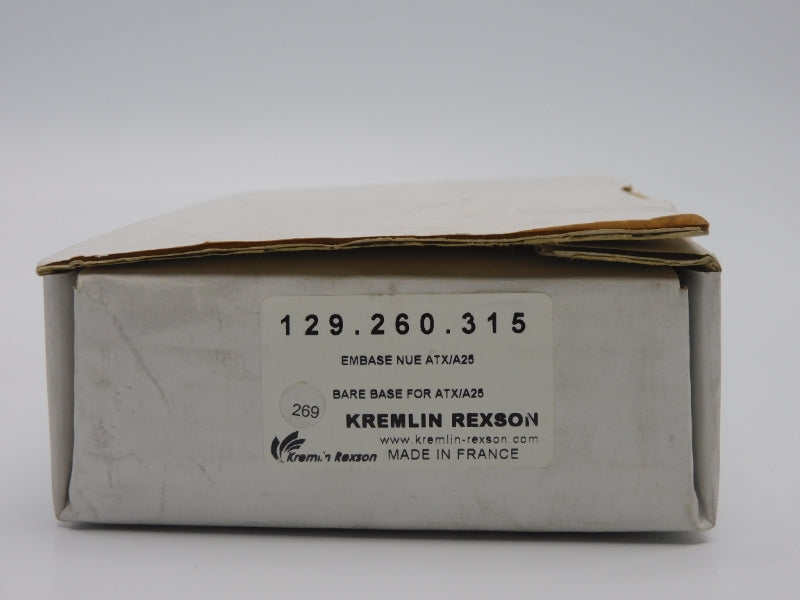 129.260.315
EMBASE NUE ATX/A25
BARE BASE FOR ATX/A25
269
KREMLIN REXSON
www.kremlin-rexson.com
Kremlin Rexson MADE IN FRANCE